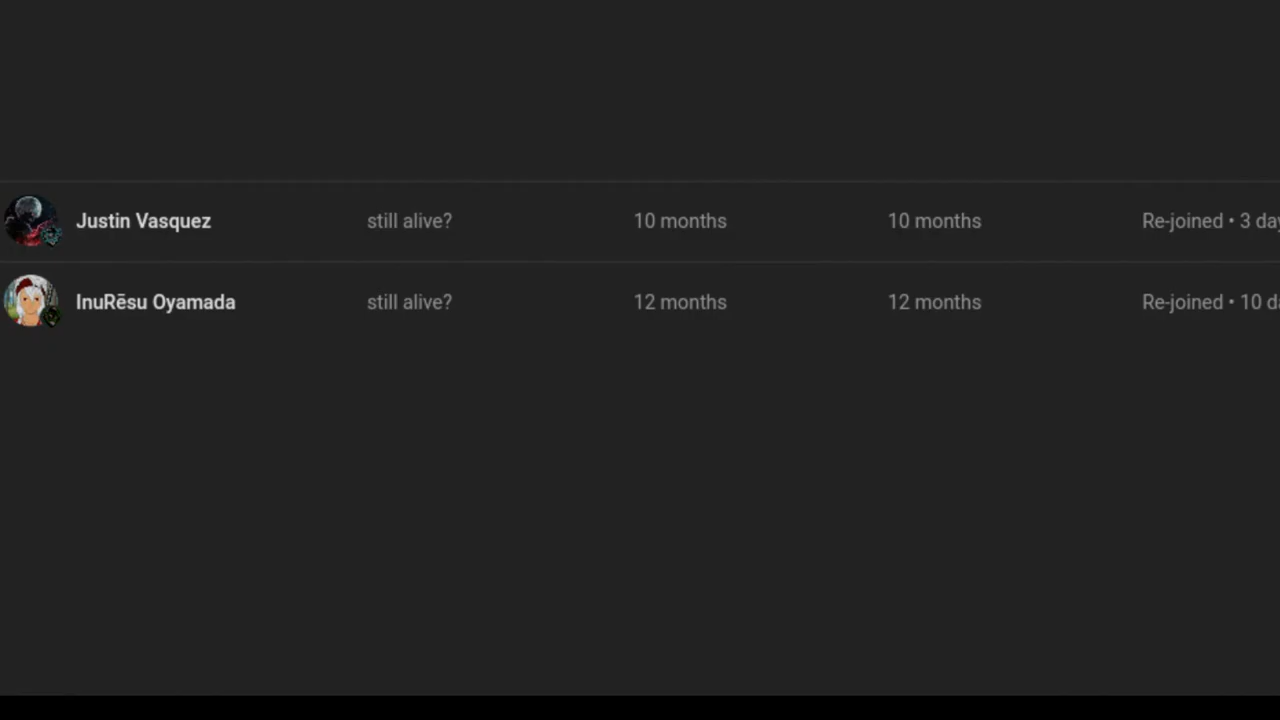 Justin Vasquez still alive? 10 months 10 months Re-joined • 3 day
InuRēsu Oyamada still alive? 12 months 12 months Re-joined • 10 d